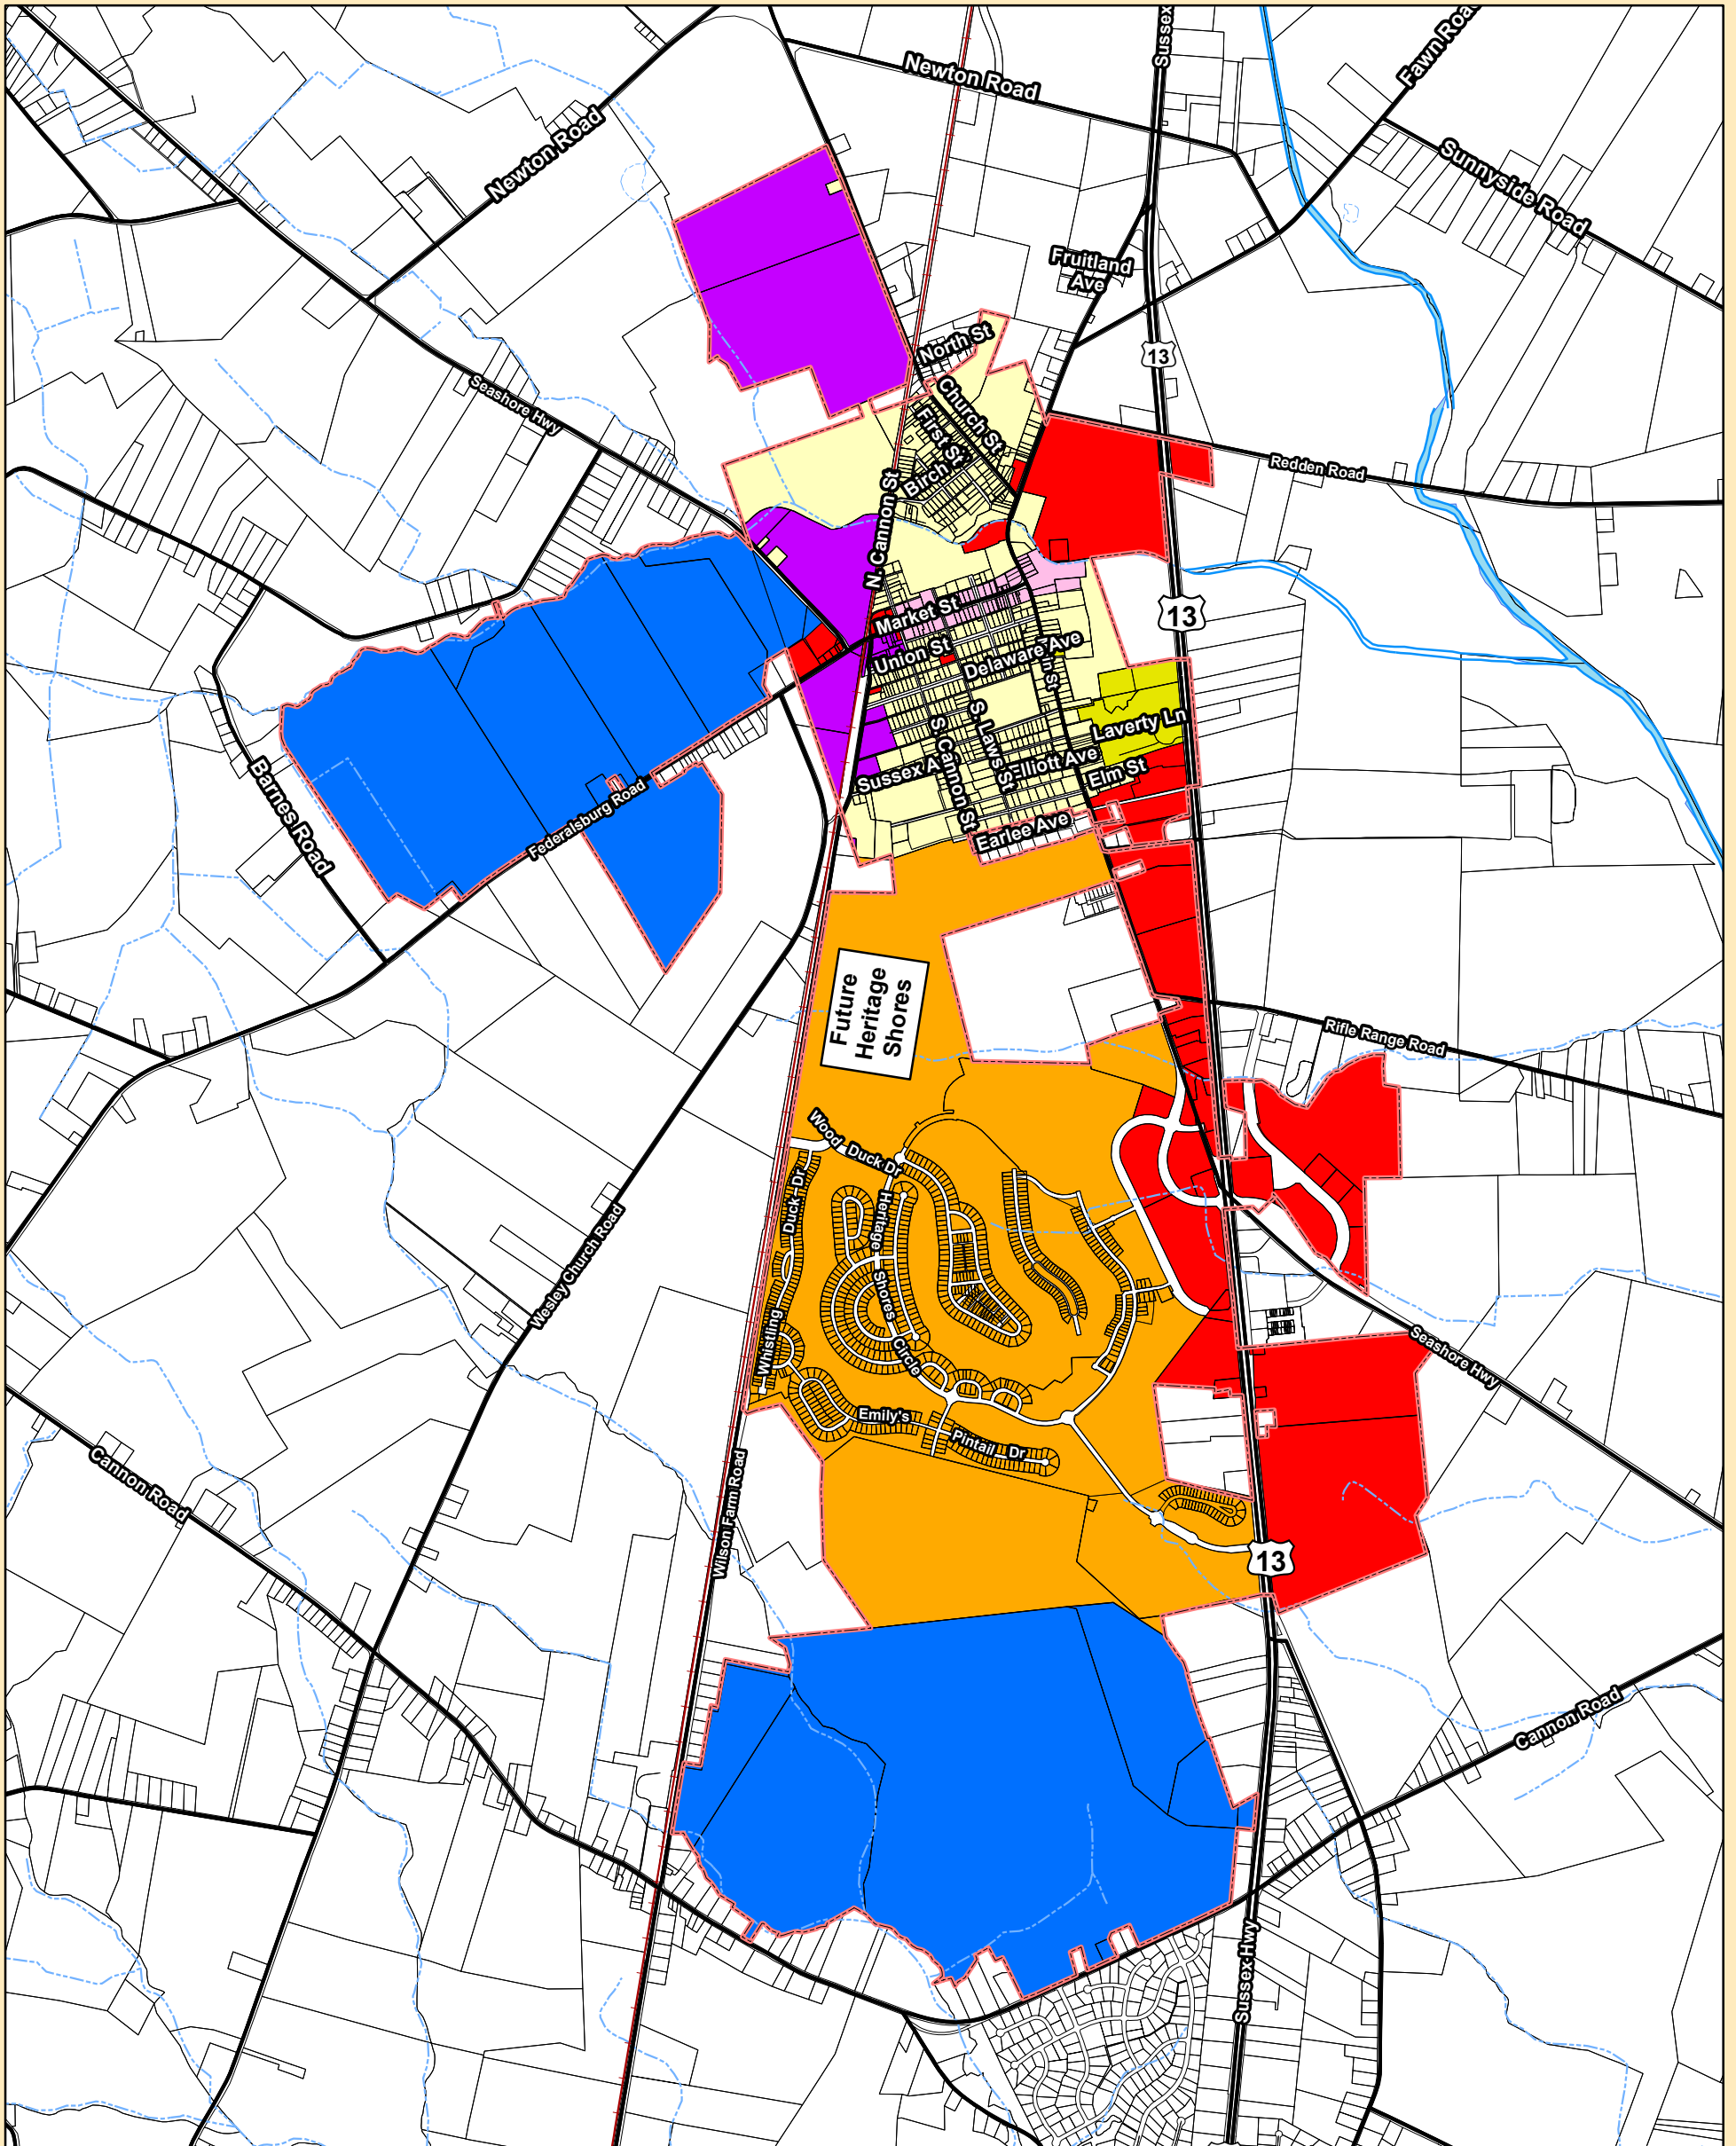 Sussex
Fawn Road
Newton Road
Newton Road
Sunnyside Road
Fruitland
Ave
13
North St
Church St
First St
Birch
Seashore Hwy
Redden Road
N. Cannon St
13
Market St
Union St
Delaware Ave
S. Laws St
Laverty Ln
S. Cannon St
Sussex A
Elliott Ave
Elm St
Earlee Ave
Barnes Road
Federalsburg Road
Future
Heritage
Shores
Rifle Range Road
Wood Duck Dr
Duck Dr
Heritage
Shores
Circle
Whistling
Wesley Church Road
Seashore Hwy
Emily's
Pintail Dr
Cannon Road
Wilson Farm Road
13
Cannon Road
Sussex Hwy